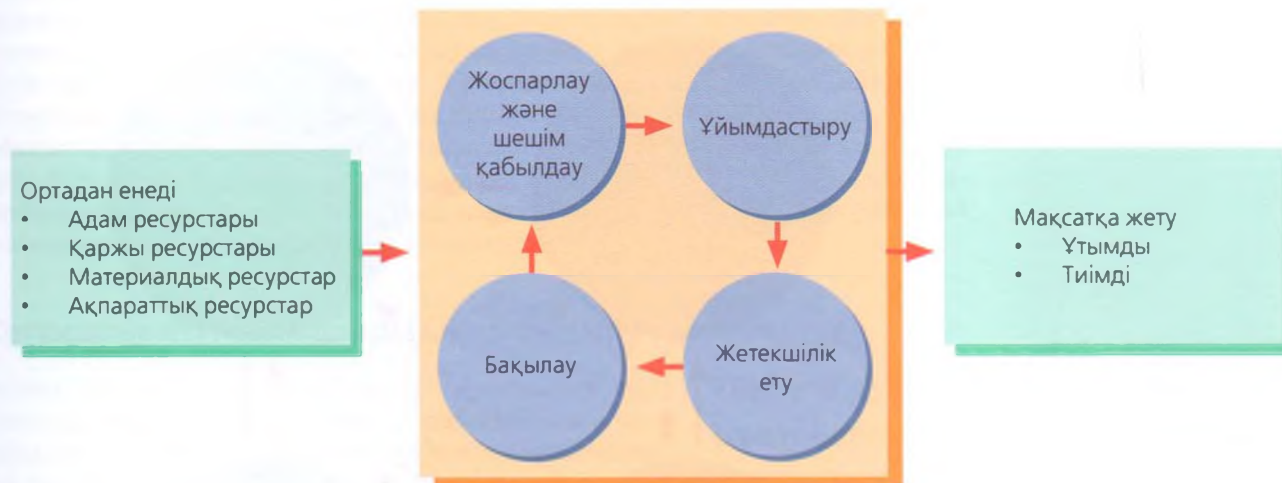 Ортадан енеді
• Адам ресурстары
• Қаржы ресурстары
• Материалдық ресурстар
• Ақпараттық ресурстар
Жоспарлау
және
шешім
қабылдау
Ұйымдастыру
Бақылау
Жетекшілік
ету
Мақсатқа жету
• Ұтымды
• Тиімді